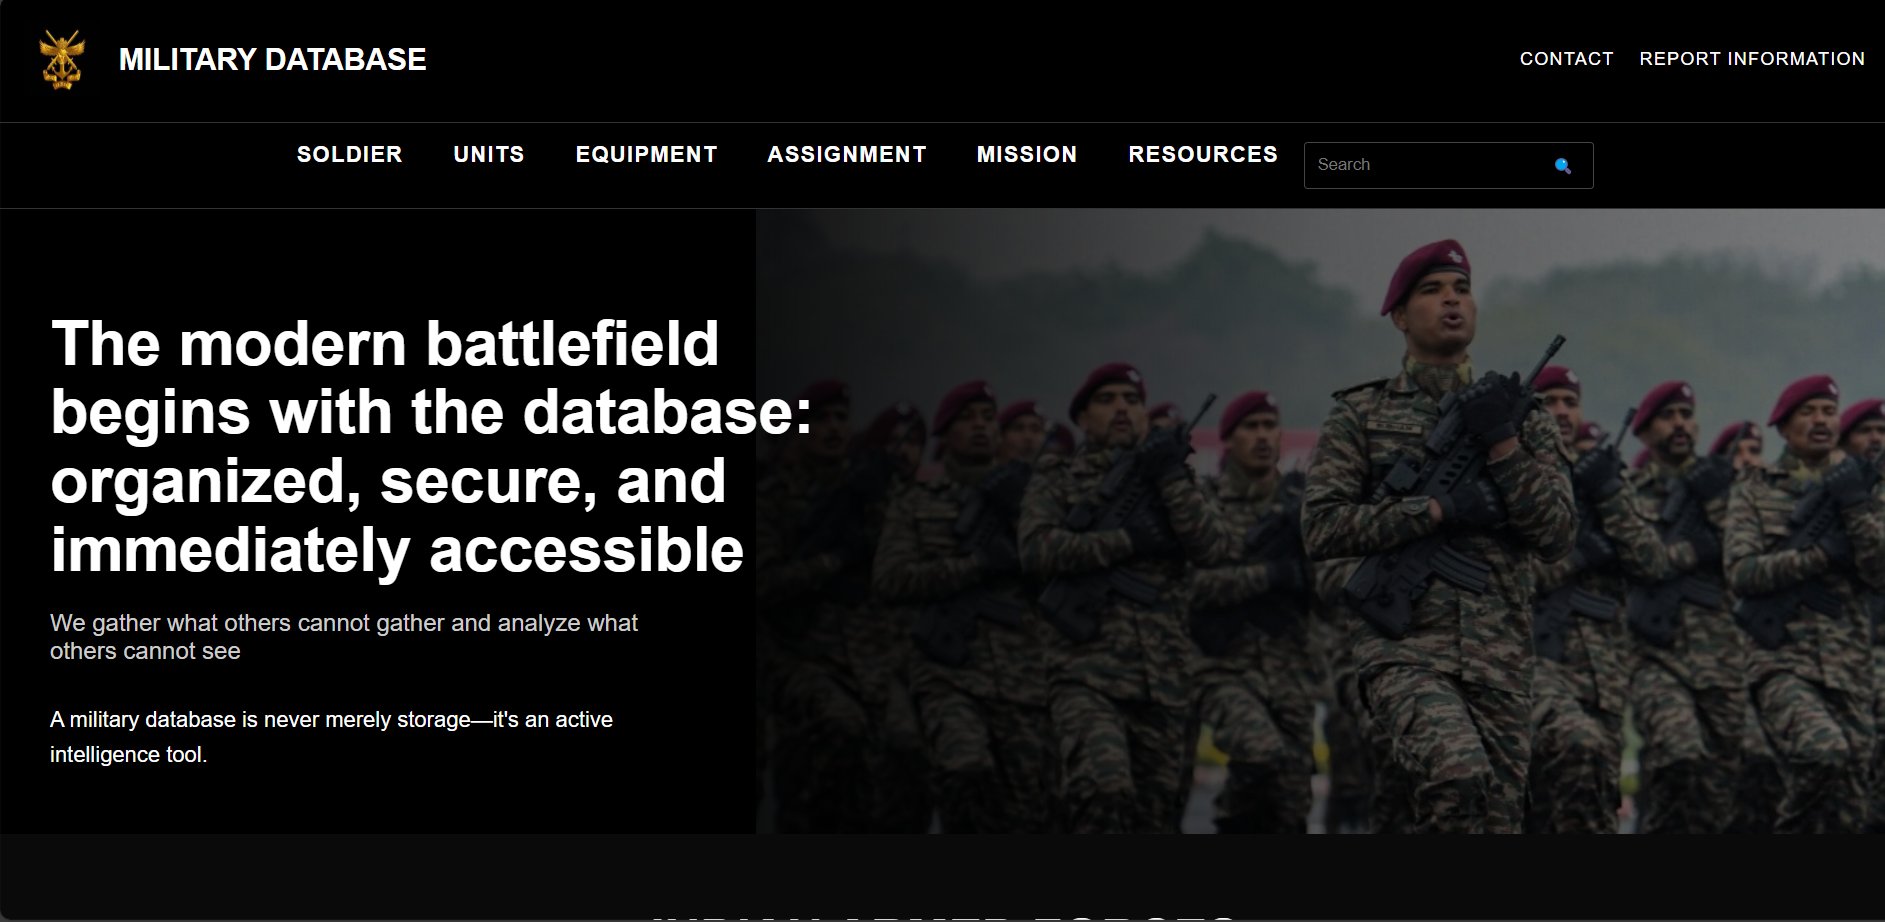 MILITARY DATABASE
CONTACT
REPORT INFORMATION
SOLDIER
UNITS
EQUIPMENT
ASSIGNMENT
MISSION
RESOURCES
Search
The modern battlefield
begins with the database:
organized, secure, and
immediately accessible
We gather what others cannot gather and analyze what
others cannot see
A military database is never merely storage—it's an active
intelligence tool.